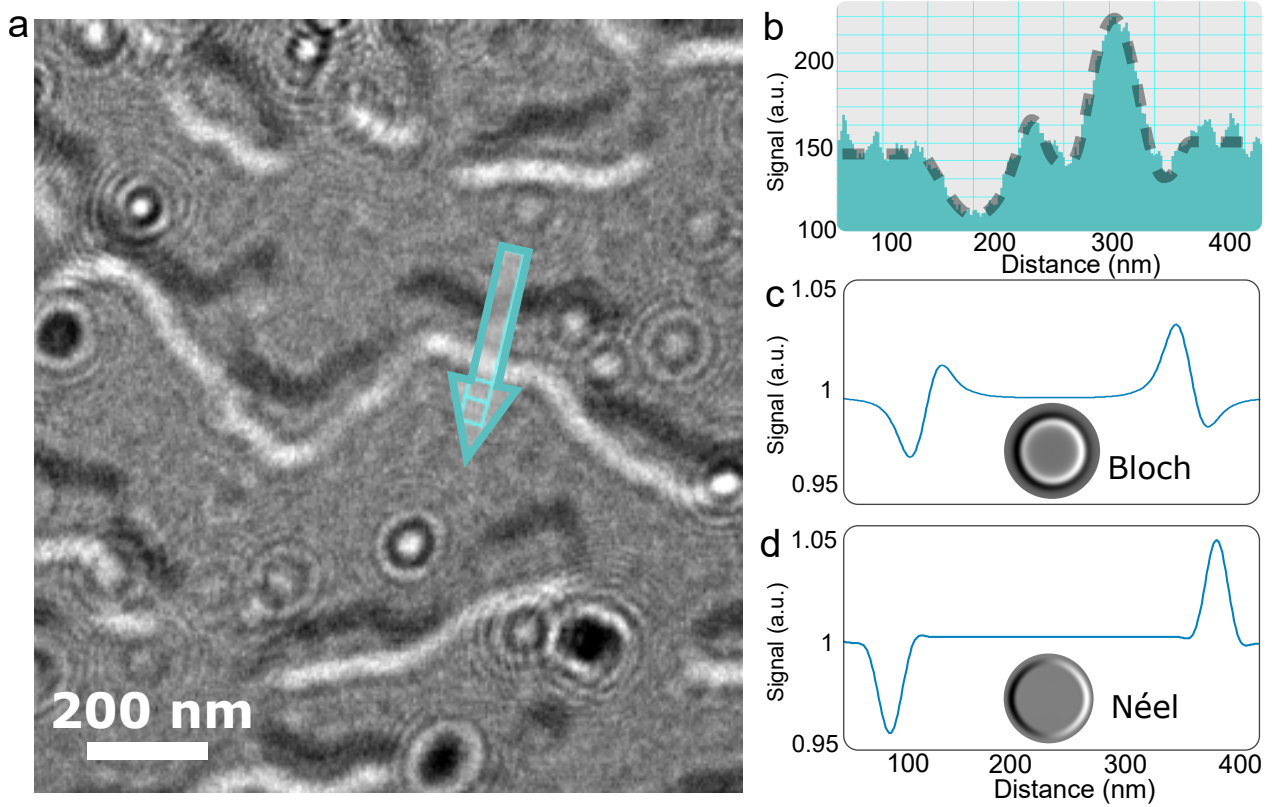 a
200 nm
b
Signal (a.u.)
200
150
100
100 200 300 400
Distance (nm)
c
Signal (a.u.)
1.05
1
0.95
Bloch
d
Signal (a.u.)
1.05
1
0.95
Néel
100 200 300 400
Distance (nm)